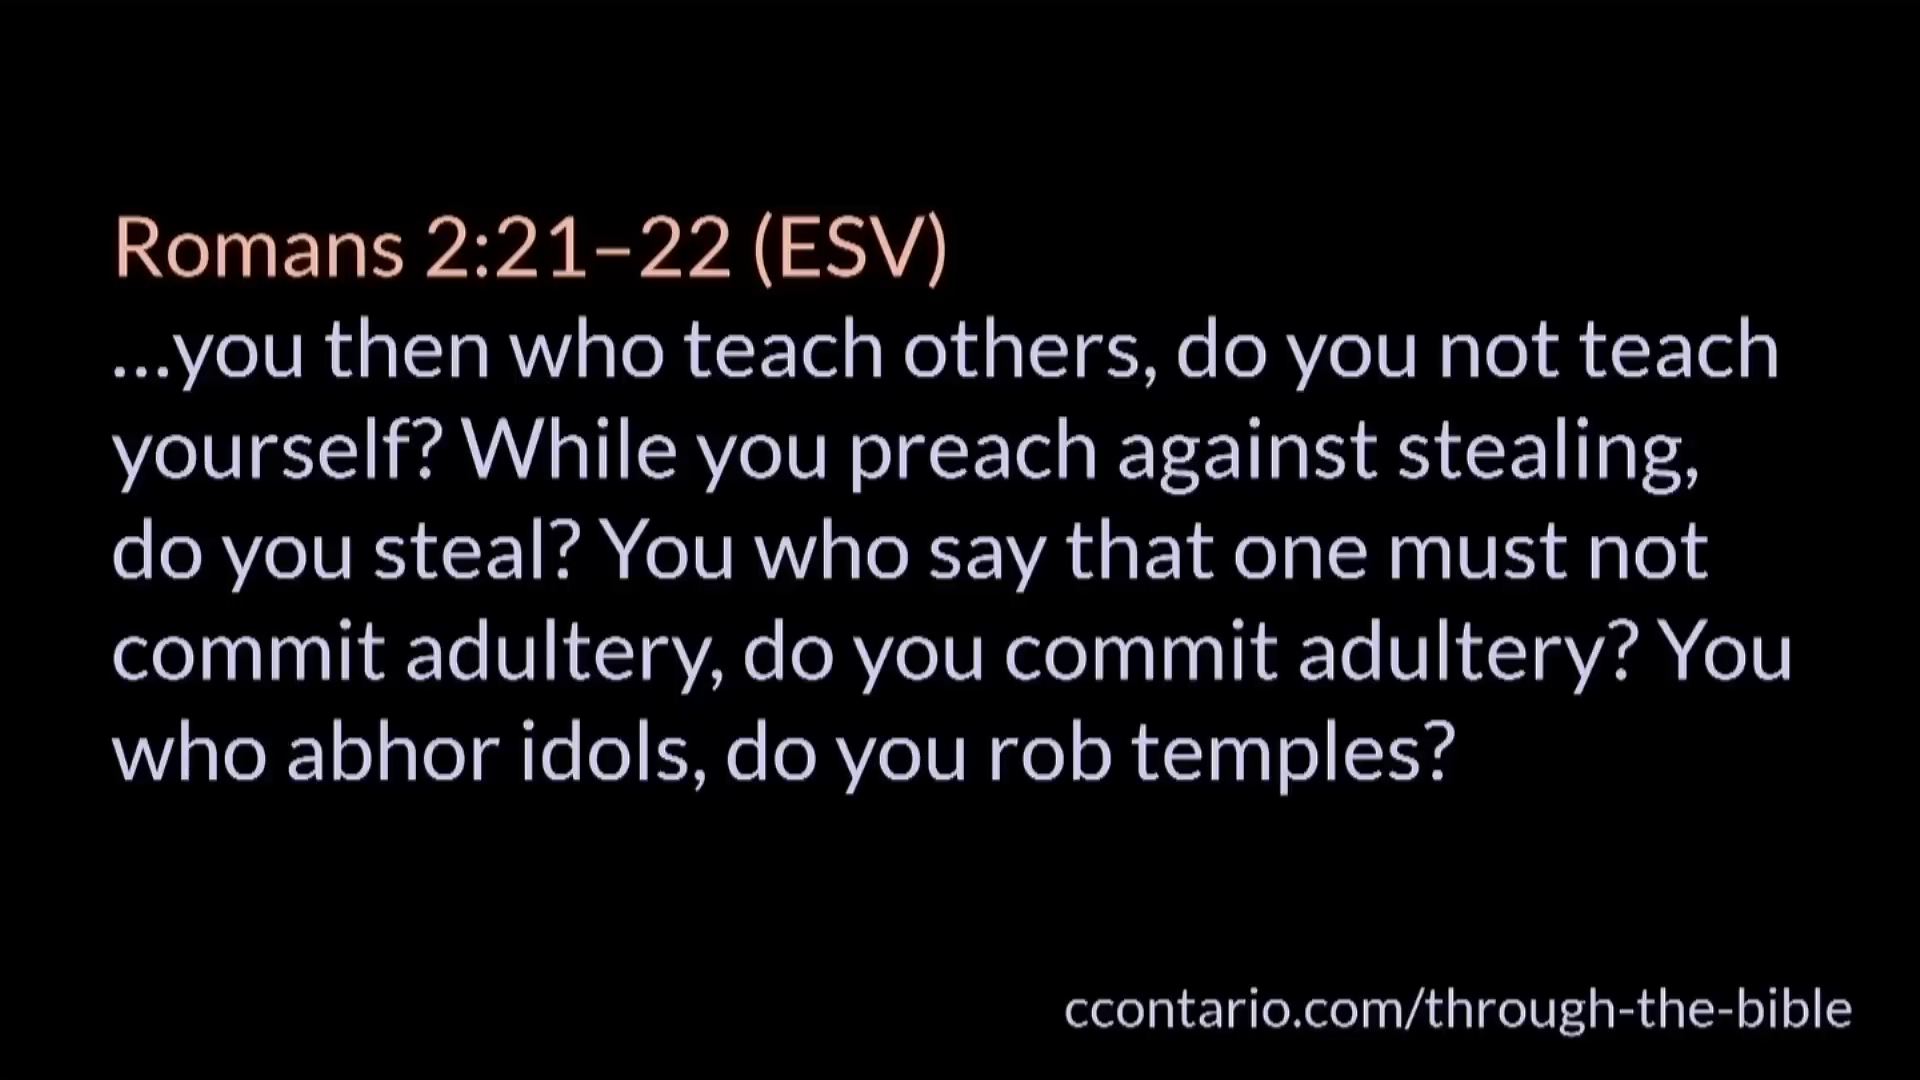 Romans 2:21–22 (ESV)
...you then who teach others, do you not teach
yourself? While you preach against stealing,
do you steal? You who say that one must not
commit adultery, do you commit adultery? You
who abhor idols, do you rob temples?
ccontario.com/through-the-bible